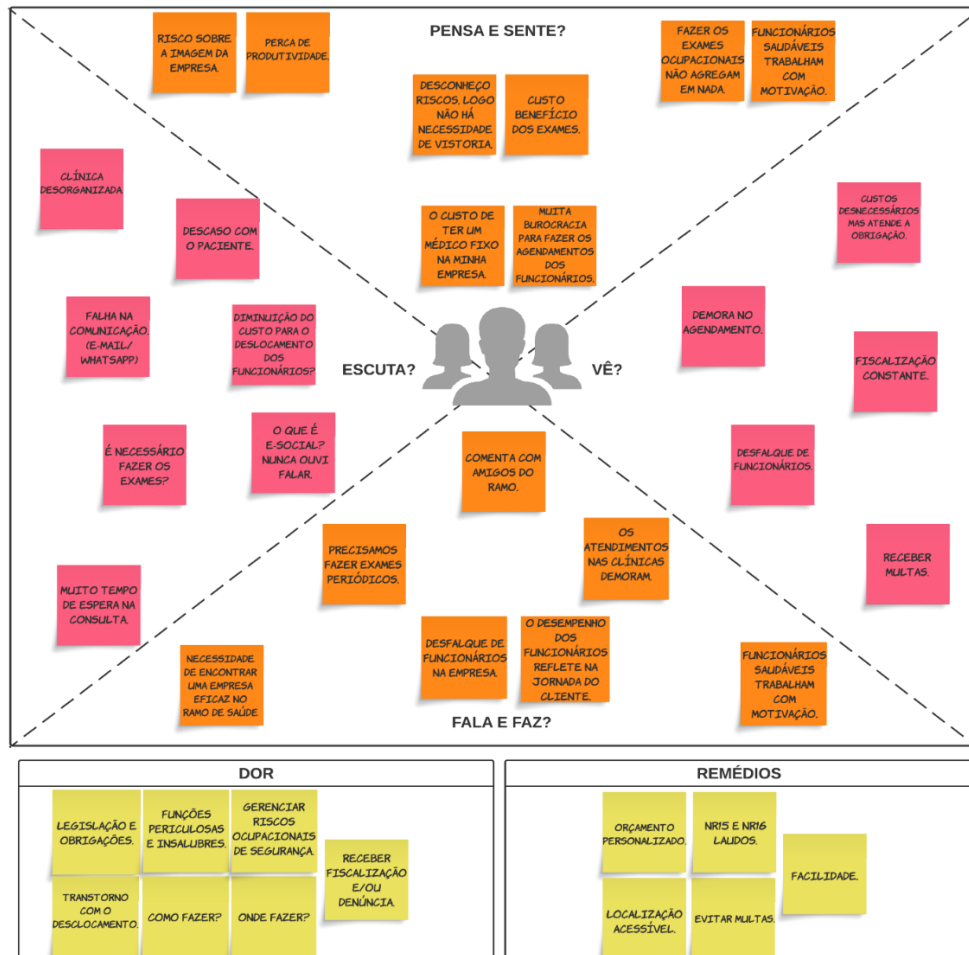 PENSA E SENTE?
RISCO SOBRE
A IMAGEM DA
EMPRESA.
PERCA DE
PRODUTIVIDADE.
DESCONHEÇO
RISCOS, LOGO
NÃO HÁ
NECESSIDADE
DE VISTORIA.
CUSTO
BENEFÍCIO
DOS EXAMES.
FAZER OS
EXAMES
OCUPACIONAIS
NÃO AGREGAM
EM NADA.
FUNCIONÁRIOS
SAUDÁVEIS
TRABALHAM
COM
MOTIVAÇÃO.
O CUSTO DE
TER UM
MÉDICO FIXO
NA MINHA
EMPRESA.
MUITA
BUROCRACIA
PARA FAZER OS
AGENDAMENTOS
DOS
FUNCIONÁRIOS.
ESCUTA?
CLÍNICA
DESORGANIZADA
DESCASO COM
O PACIENTE.
FALHA NA
COMUNICAÇÃO.
(E-MAIL/
WHATSAPP)
DIMINUIÇÃO DO
CUSTO PARA O
DESLOCAMENTO
DOS
FUNCIONÁRIOS?
É NECESSÁRIO
FAZER OS
EXAMES?
O QUE É
E-SOCIAL?
NUNCA OUVI
FALAR.
MUITO TEMPO
DE ESPERA NA
CONSULTA.
VÊ?
CUSTOS
DESNECESSÁRIOS
MAS ATENDE A
OBRIGAÇÃO.
DEMORA NO
AGENDAMENTO.
FISCALIZAÇÃO
CONSTANTE.
DESFALQUE DE
FUNCIONÁRIOS.
RECEBER
MULTAS.
COMENTA COM
AMIGOS DO
RAMO.
PRECISAMOS
FAZER EXAMES
PERIÓDICOS.
OS
ATENDIMENTOS
NAS CLÍNICAS
DEMORAM.
NECESSIDADE
DE ENCONTRAR
UMA EMPRESA
EFICAZ NO
RAMO DE SAÚDE
DESFALQUE DE
FUNCIONÁRIOS
NA EMPRESA.
O DESEMPENHO
DOS
FUNCIONÁRIOS
REFLETE NA
JORNADA DO
CLIENTE.
FUNCIONÁRIOS
SAUDÁVEIS
TRABALHAM
COM
MOTIVAÇÃO.
FALA E FAZ?
DOR
LEGISLAÇÃO E
OBRIGAÇÕES.
FUNÇÕES
PERICULOSAS
E INSALUBRES.
GERENCIAR
RISCOS
OCUPACIONAIS
DE SEGURANÇA.
RECEBER
FISCALIZAÇÃO
E/OU
DENÚNCIA.
TRANSTORNO
COM O
DESCLOCAMENTO.
COMO FAZER?
ONDE FAZER?
REMÉDIOS
ORÇAMENTO
PERSONALIZADO.
NR15 E NR16
LAUDOS.
FACILIDADE.
LOCALIZAÇÃO
ACESSÍVEL.
EVITAR MULTAS.